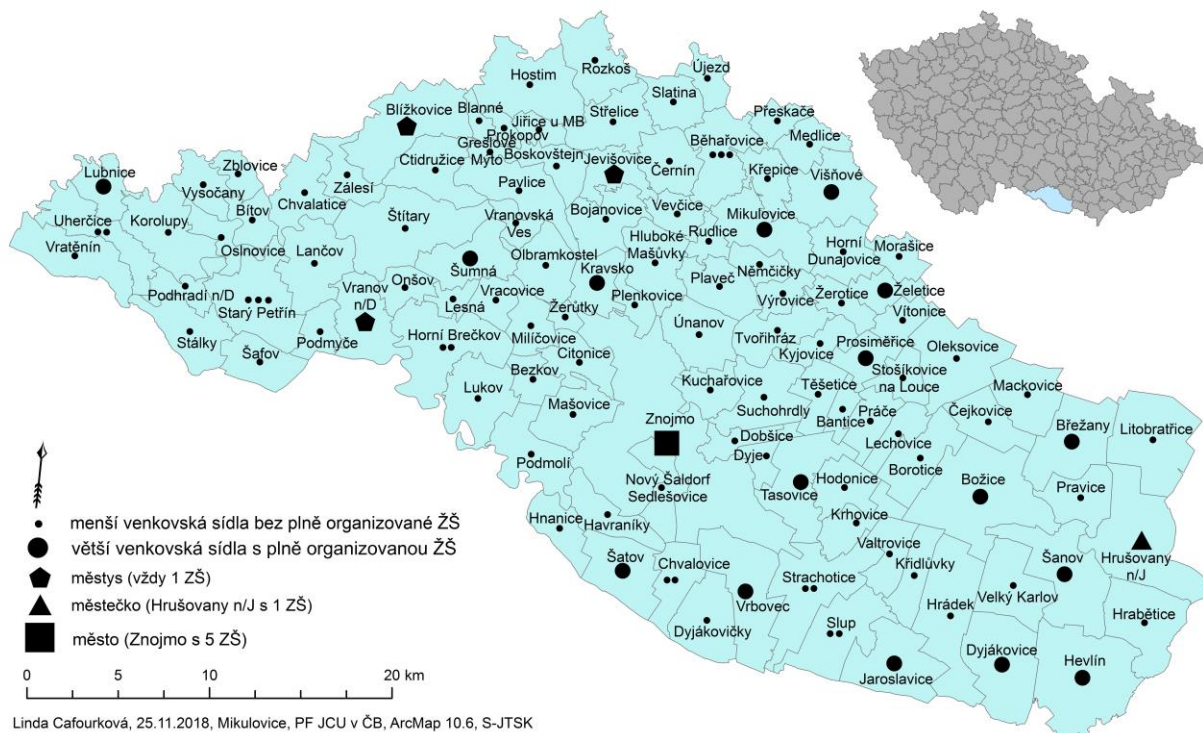 Rozkoš
Újezd
Hostim
Slatina
Blížkovice
Blanné
Střelice
Přeskače
Jiřice u MB
Prokopov
Běhařovice
Medlice
Grešlové
Mýto
Boskovštejn
Jevišovice
Ctidružice
Černín
Zblovice
Lubnice
Křepice
Višňové
Vysočany
Zálesí
Pavlice
Chvalatice
Bítov
Vevčice
Uherčice
Korolupy
Štítary
Vranovská
Ves
Bojanovice
Mikulovice
Rudlice
Oslnovice
Hluboké
Mašůvky
Horní
Dunajovice
Morašice
Vratěnín
Lančov
Olbramkostel
Šumná
Kravsko
Němčičky
Plaveč
Podhradí n/D
Onšov
Vranov
n/D
Želetice
Starý Petřín
Lesná
Vracovice
Plenkovice
Výrovice
Žerotice
Žerůtky
Vítonice
Stálky
Podmyče
Horní Brečkov
Milíčovice
Únanov
Tvořihráz
Kyjovice
Prosiměřice
Oleksovice
Šafov
Citonice
Bezkov
Stošíkovice
na Louce
Lukov
Kuchařovice
Těšetice
Mackovice
Mašovice
Suchohrdly
Znojmo
Bantice
Práče
Čejkovice
Břežany
Litobratřice
Dobšice
Dyje
Lechovice
Borotice
Podmolí
Nový Šaldorf
Sedlešovice
Tasovice
Hodonice
Božice
Pravice
Hnanice
Havraníky
Krhovice
Valtrovice
Šatov
Chvalovice
Křidlůvky
Šanov
Hrušovany
n/J
Strachotice
Velký Karlov
Vrbovec
Hrádek
Hrabětice
Dyjákovičky
Slup
Jaroslavice
Dyjákovice
Hevlín
menší venkovská sídla bez plně organizované ZŠ
větší venkovská sídla s plně organizovanou ZŠ
městys (vždy 1 ZŠ)
městečko (Hrušovany n/J s 1 ZŠ)
město (Znojmo s 5 ZŠ)
0 5 10 20 km
Linda Cafourková, 25.11.2018, Mikulovice, PF JCU v ČB, ArcMap 10.6, S-JTSK